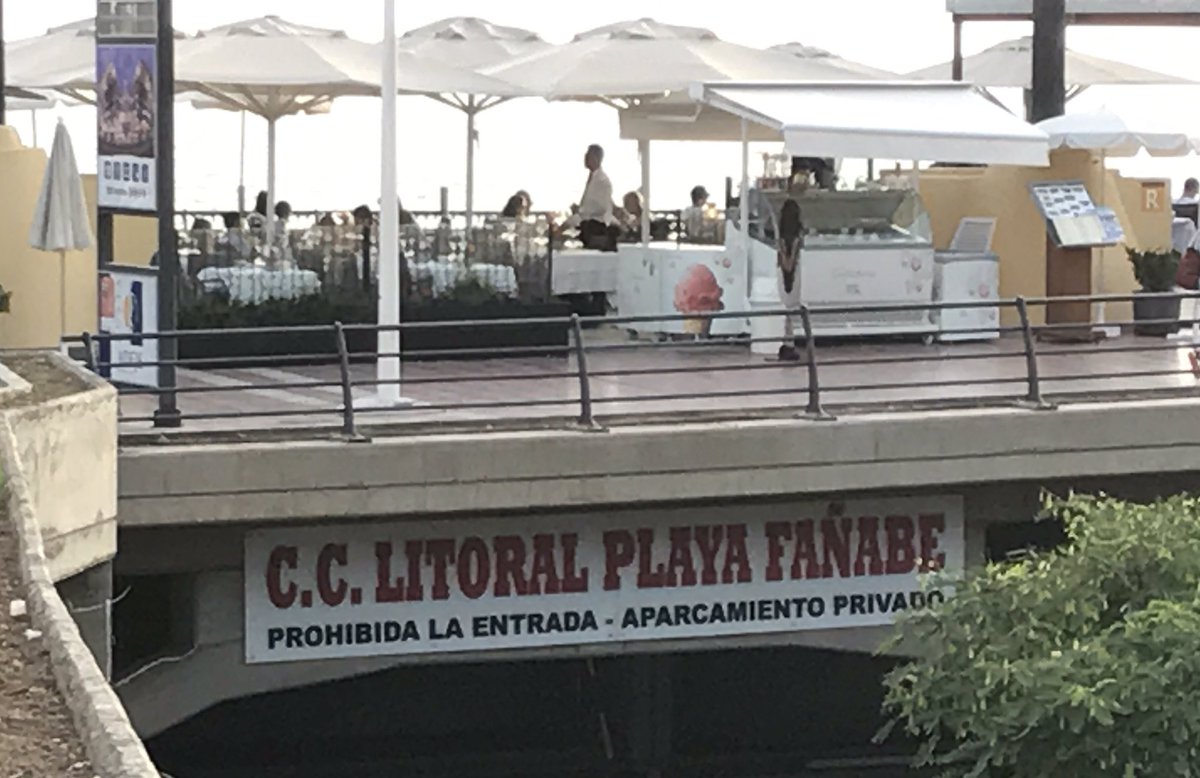 R
C.C. LITORAL PLAYA FAÑABE
PROHIBIDA LA ENTRADA - APARCAMIENTO PRIVADO